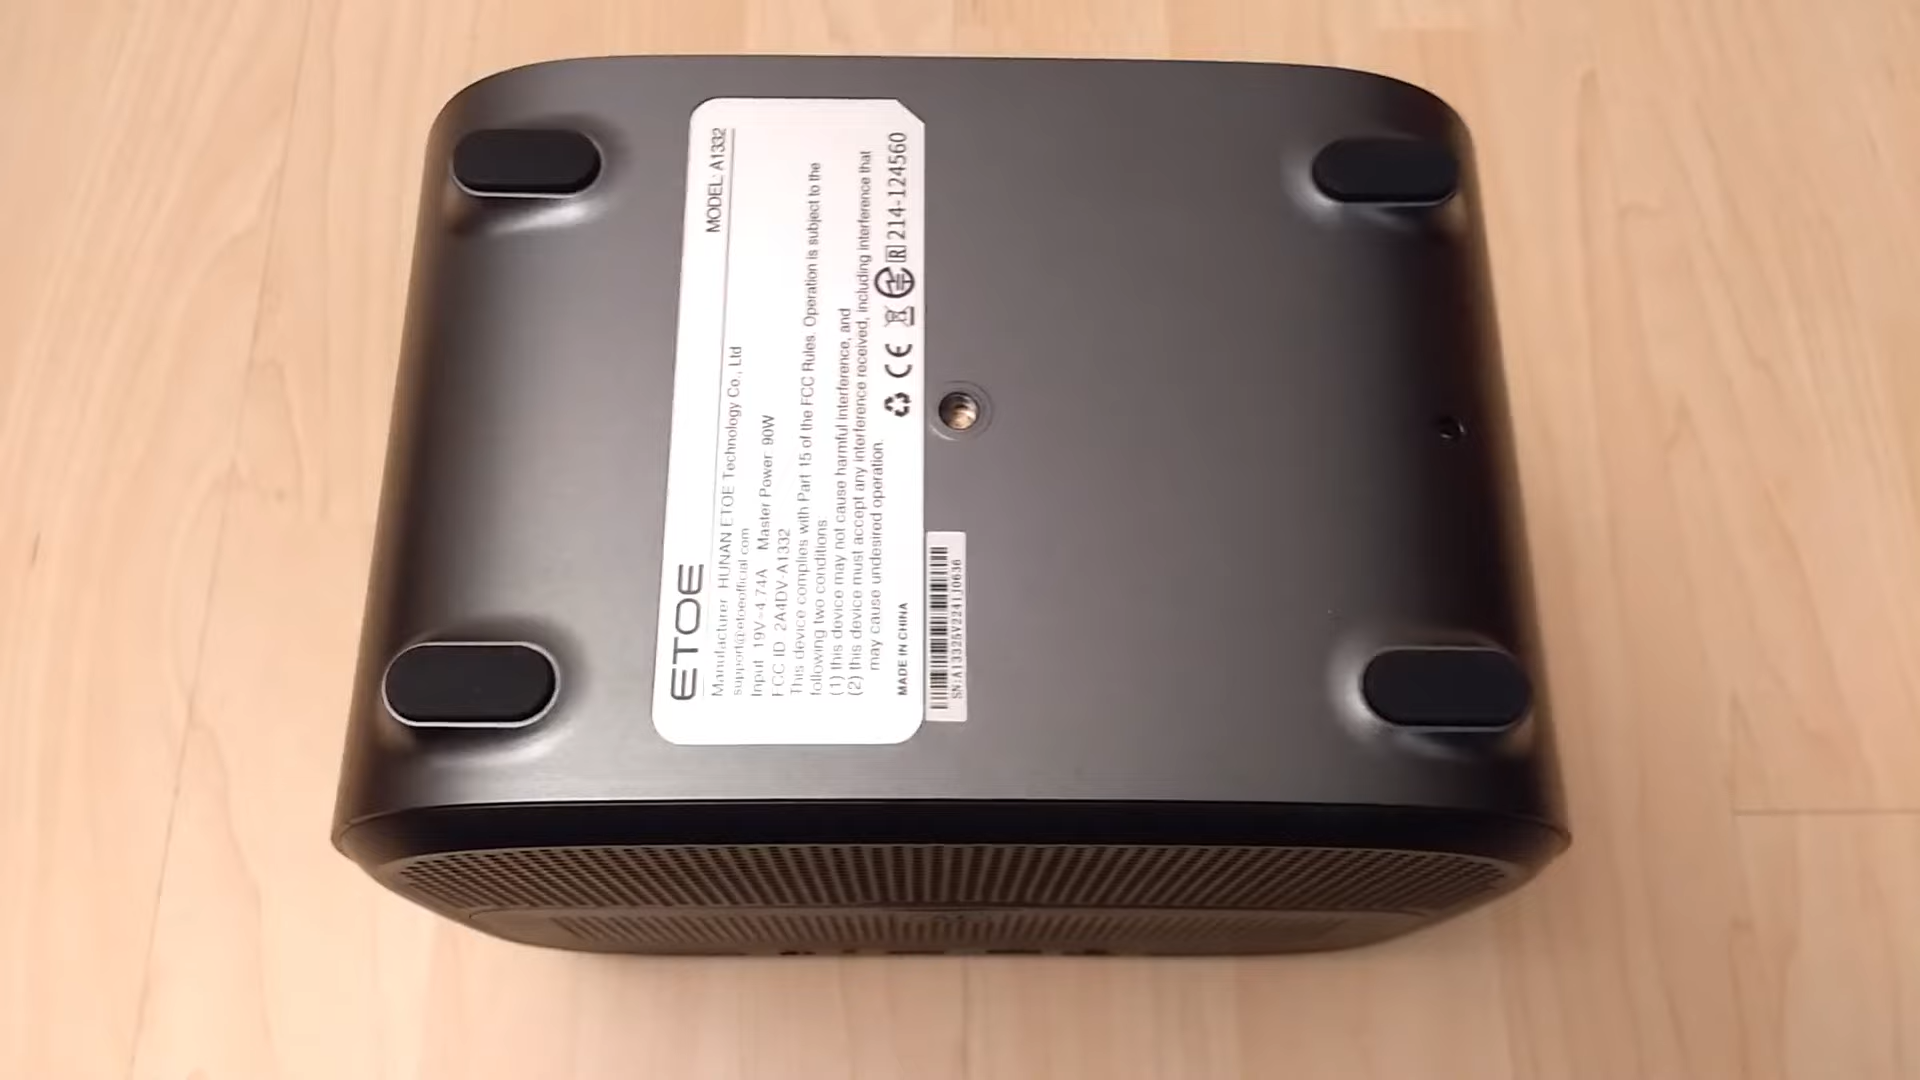 ETOE
MODEL: A1332
Manufacturer HUNAN ETOE Technology Co., Ltd
support@etoeofficial.com
Input 19V⎓4.74A Master Power 90W
FCC ID 2A4DV-A1332
This device complies with Part 15 of the FCC Rules. Operation is subject to the
following two conditions:
(1) this device may not cause harmful interference, and
(2) this device must accept any interference received, including interference that
may cause undesired operation.
MADE IN CHINA
CE
R 214-124560
SN:A13325V2241J0636